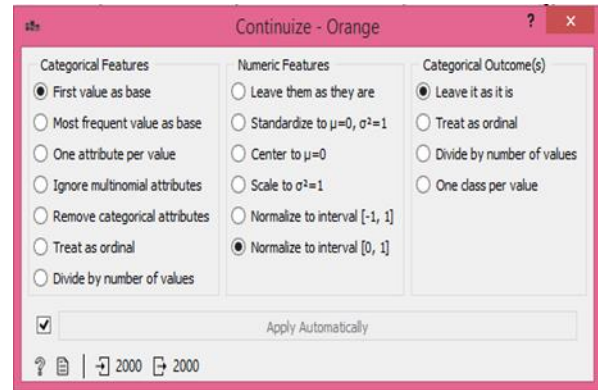 Continuize - Orange
?
x
Categorical Features
First value as base
Most frequent value as base
One attribute per value
Ignore multinomial attributes
Remove categorical attributes
Treat as ordinal
Divide by number of values
Numeric Features
Leave them as they are
Standardize to μ=0, σ²=1
Center to μ=0
Scale to σ²=1
Normalize to interval [-1, 1]
Normalize to interval [0, 1]
Categorical Outcome(s)
Leave it as it is
Treat as ordinal
Divide by number of values
One class per value
Apply Automatically
? 2000 2000